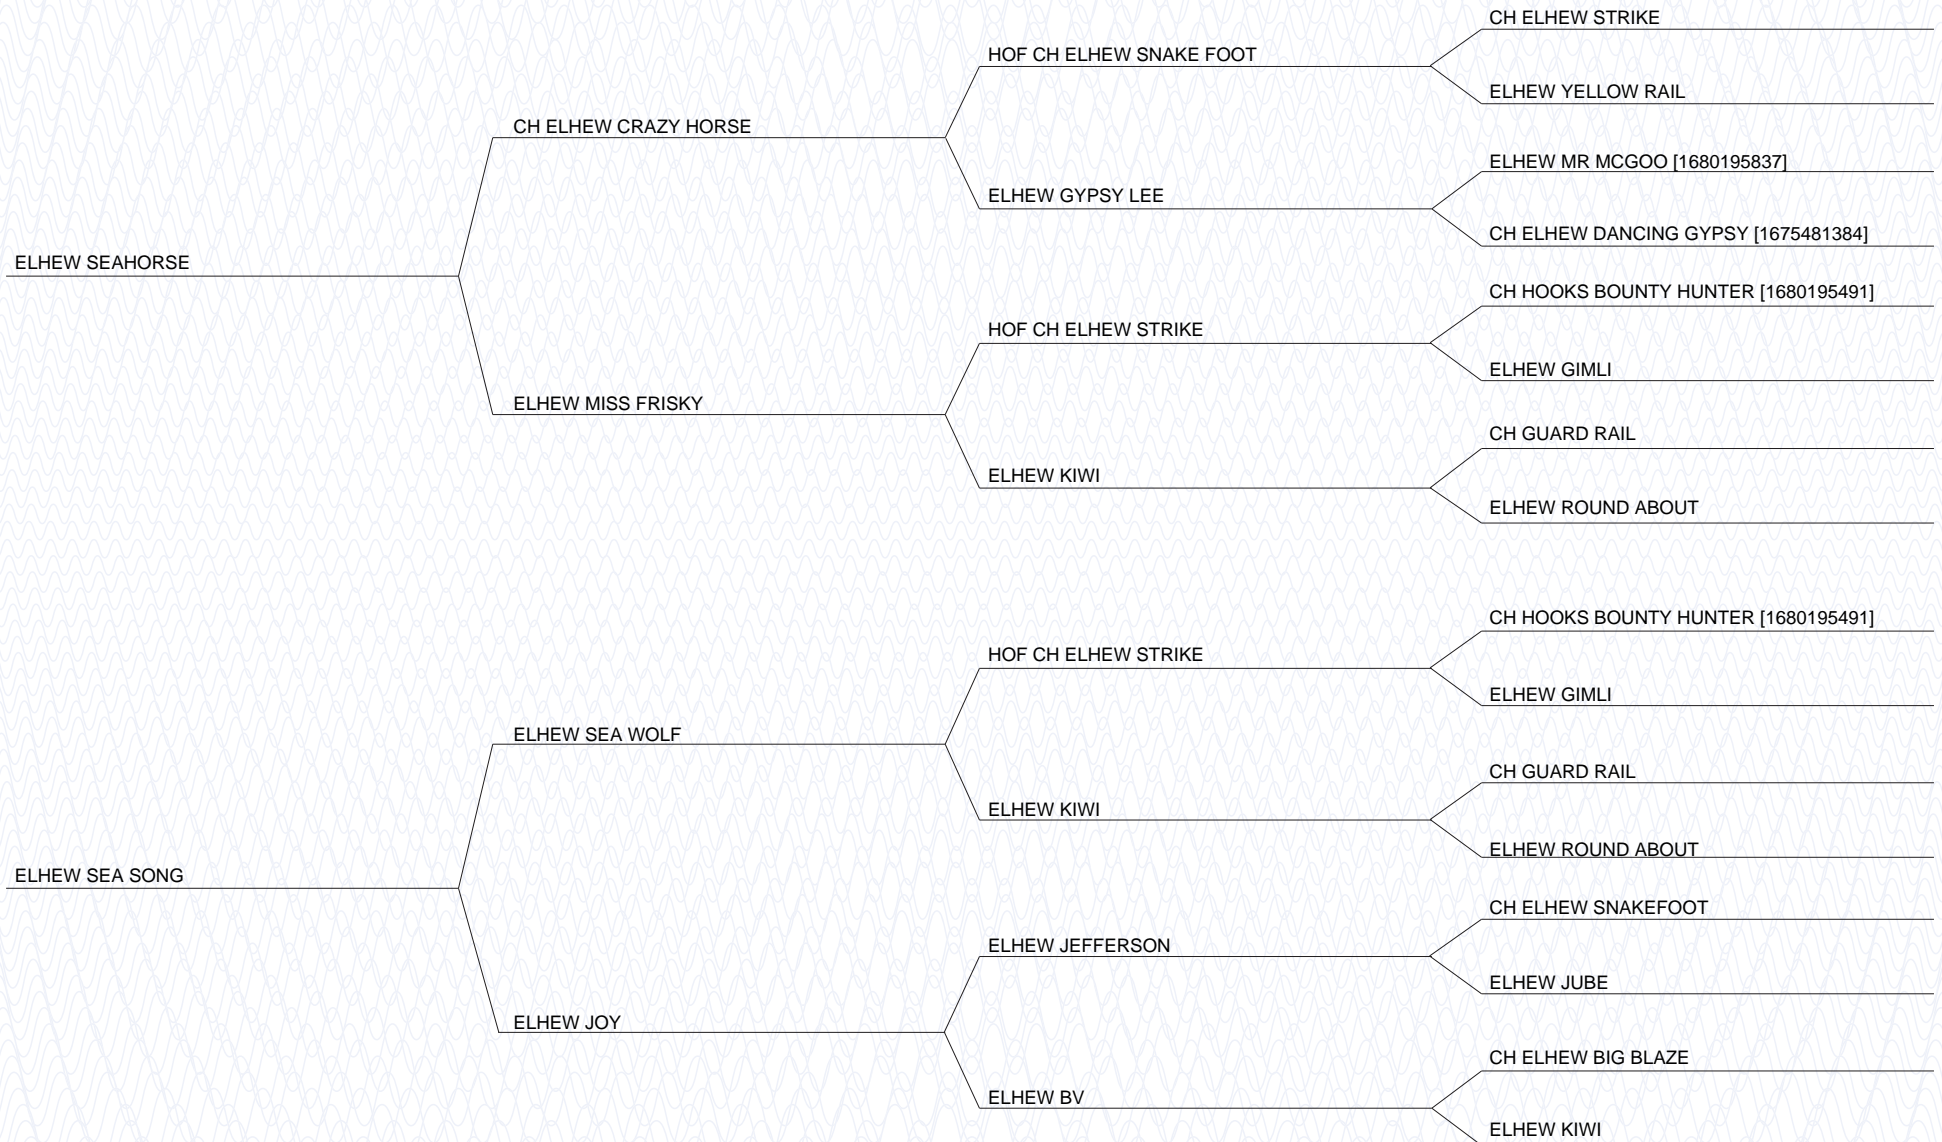 CH ELHEW STRIKE
HOF CH ELHEW SNAKE FOOT
ELHEW YELLOW RAIL
CH ELHEW CRAZY HORSE
ELHEW MR MCGOO [1680195837]
ELHEW GYPSY LEE
CH ELHEW DANCING GYPSY [1675481384]
ELHEW SEAHORSE
CH HOOKS BOUNTY HUNTER [1680195491]
HOF CH ELHEW STRIKE
ELHEW GIMLI
ELHEW MISS FRISKY
CH GUARD RAIL
ELHEW KIWI
ELHEW ROUND ABOUT
CH HOOKS BOUNTY HUNTER [1680195491]
HOF CH ELHEW STRIKE
ELHEW GIMLI
ELHEW SEA WOLF
CH GUARD RAIL
ELHEW KIWI
ELHEW ROUND ABOUT
ELHEW SEA SONG
CH ELHEW SNAKEFOOT
ELHEW JEFFERSON
ELHEW JUBE
ELHEW JOY
CH ELHEW BIG BLAZE
ELHEW BV
ELHEW KIWI